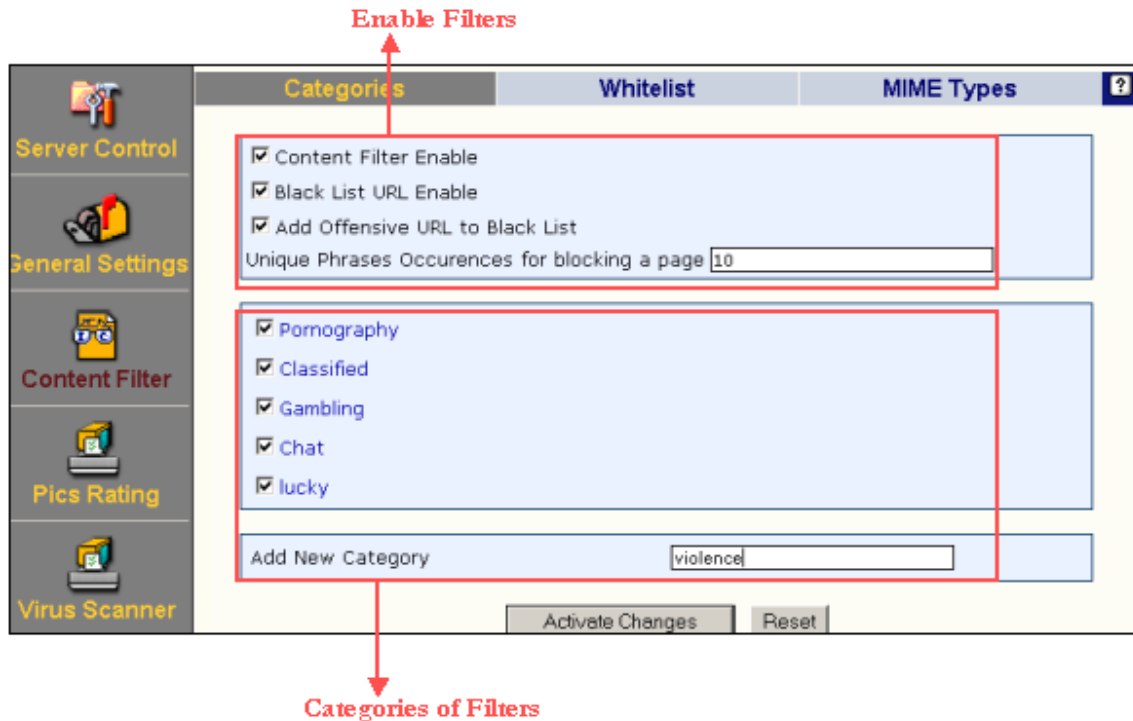 Enable Filters
Categories Whitelist MIME Types ?
Server Control
General Settings
Content Filter
Pics Rating
Virus Scanner
Content Filter Enable
Black List URL Enable
Add Offensive URL to Black List
Unique Phrases Occurences for blocking a page 10
Pornography
Classified
Gambling
Chat
lucky
Add New Category violence
Activate Changes Reset
Categories of Filters